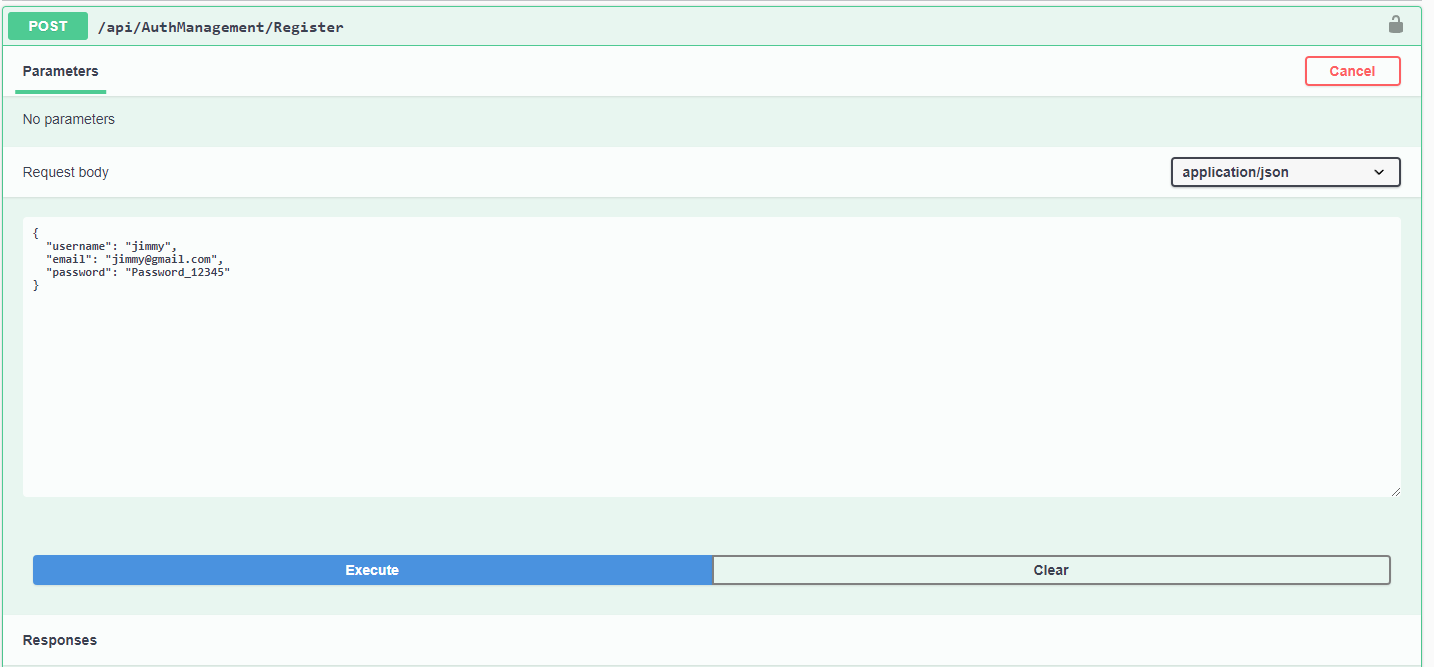 POST /api/AuthManagement/Register
Parameters Cancel
No parameters
Request body application/json
{
  "username": "jimmy",
  "email": "jimmy@gmail.com",
  "password": "Password_12345"
}
Execute Clear
Responses